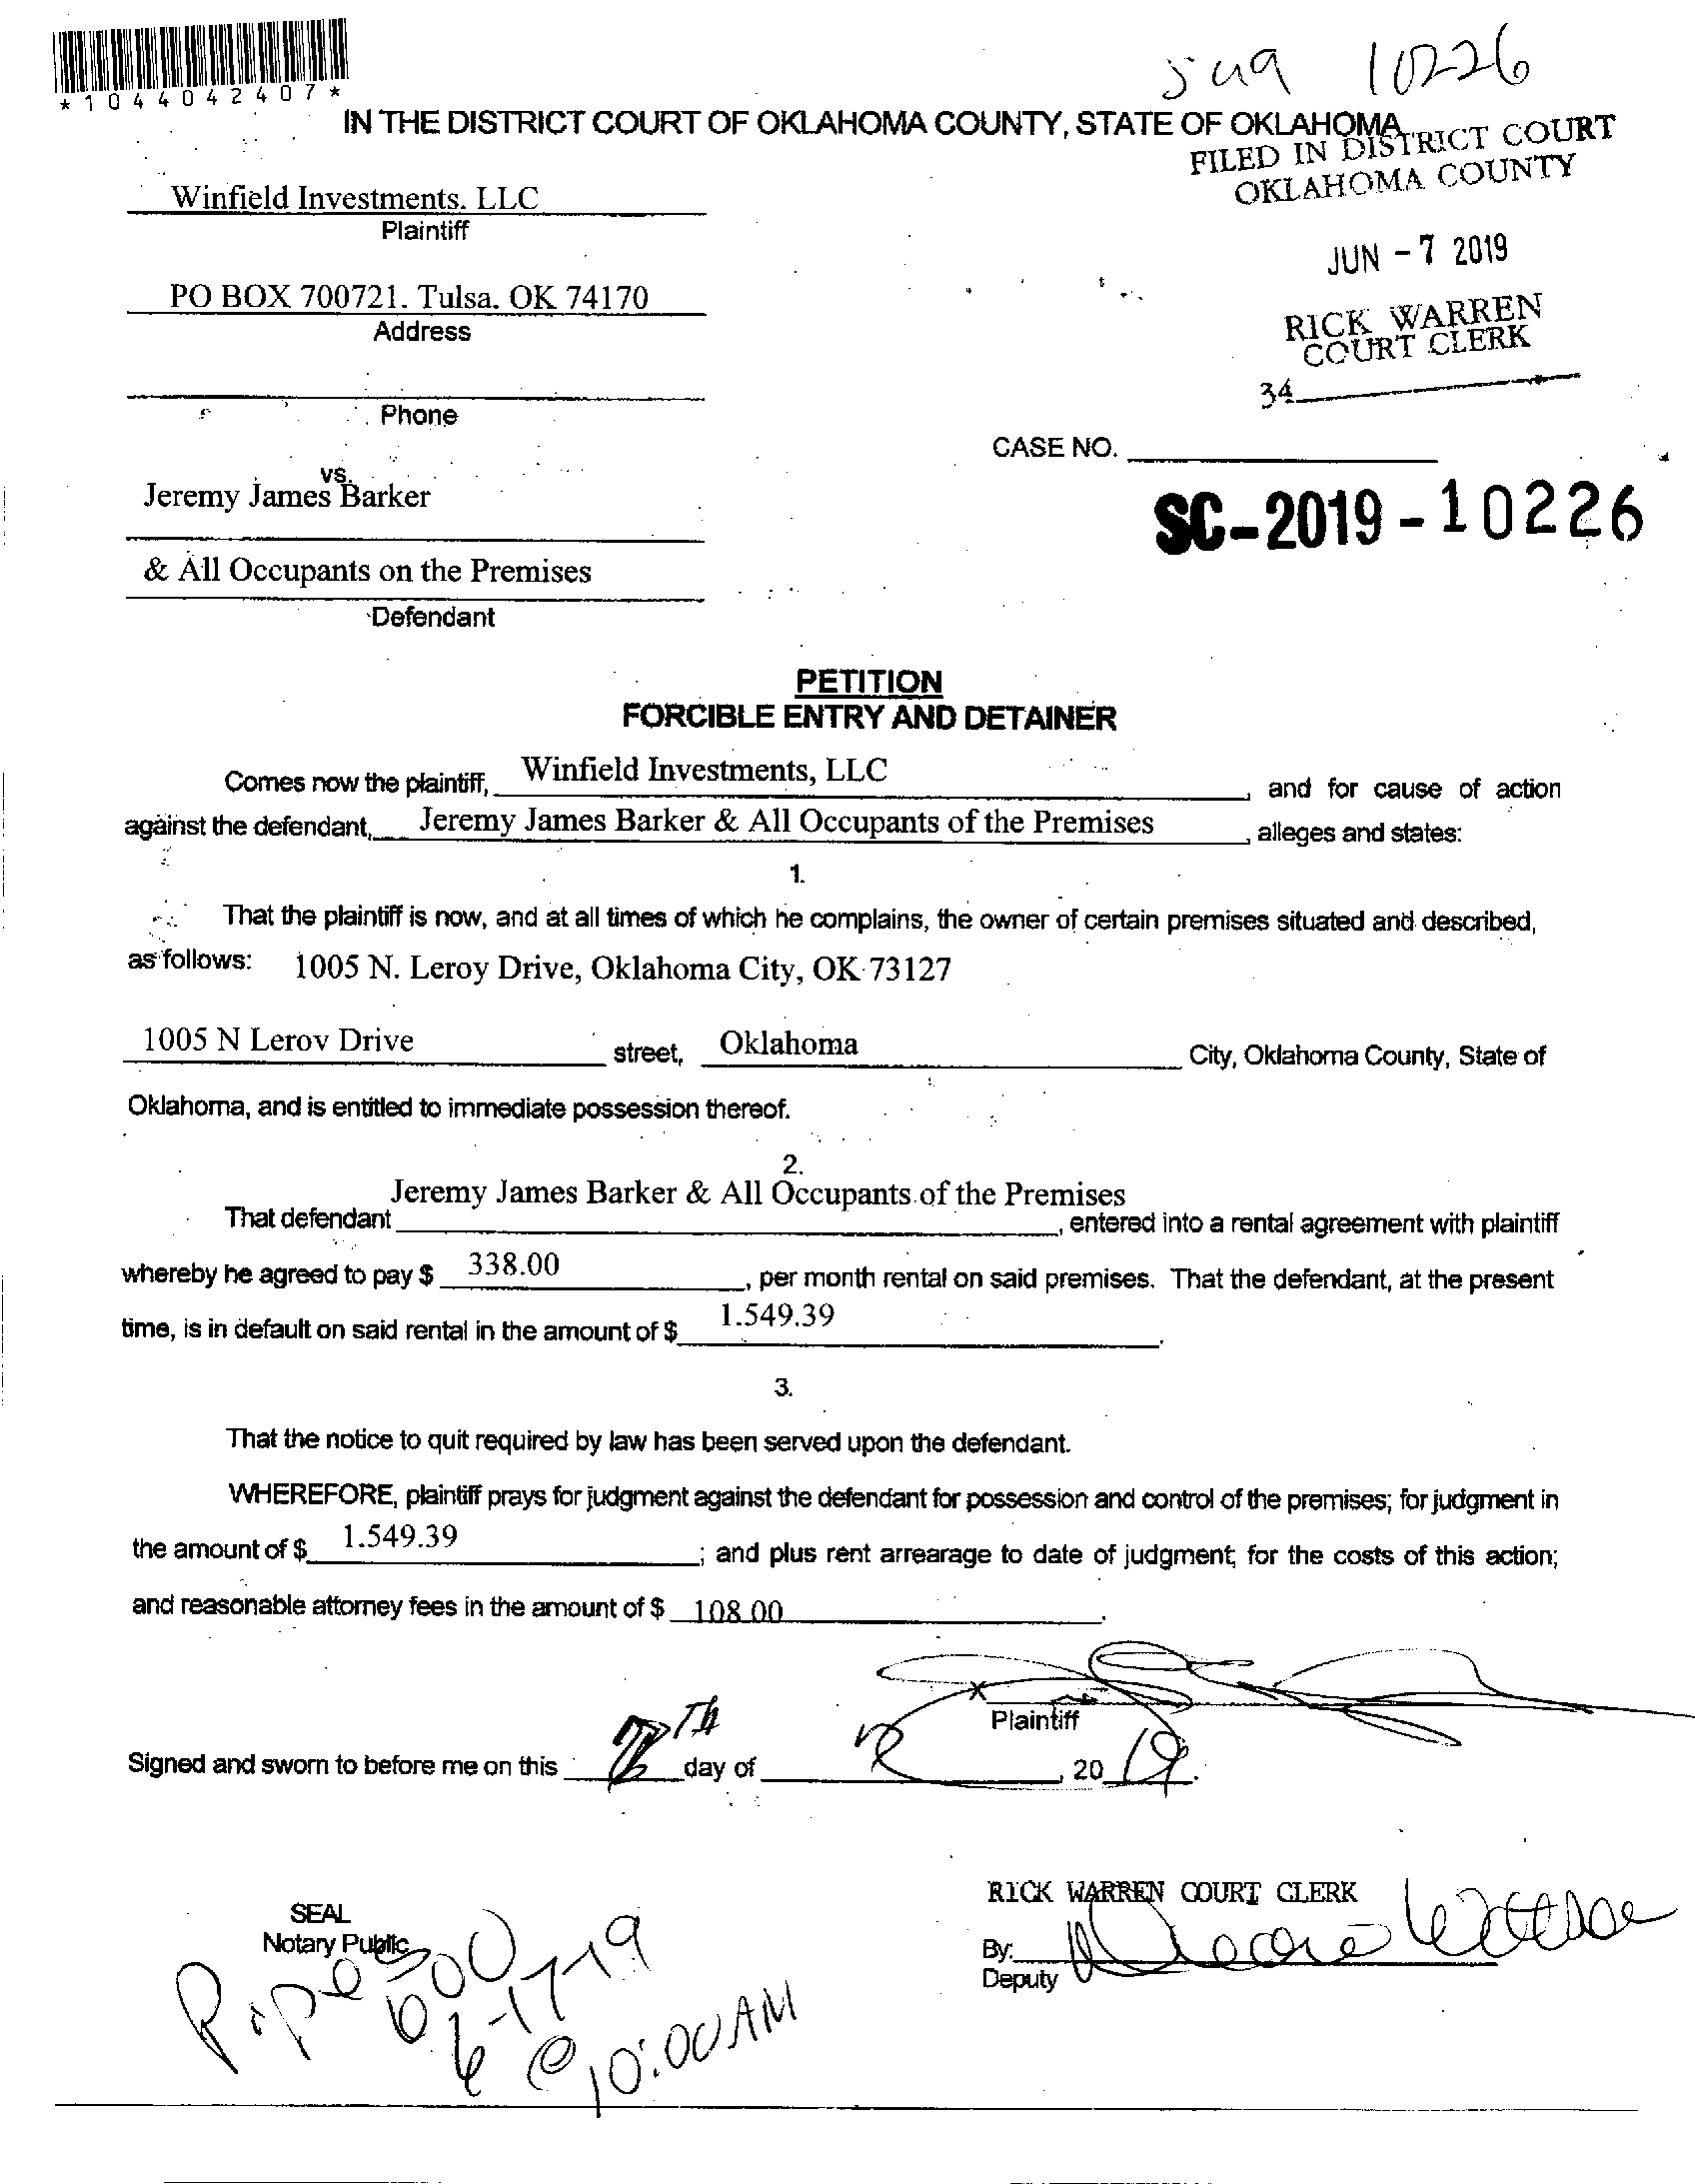 *1044042407*
10226
IN THE DISTRICT COURT OF OKLAHOMA COUNTY, STATE OF OKLAHOMA
FILED IN DISTRICT COURT
OKLAHOMA COUNTY
Winfield Investments. LLC
Plaintiff
JUN - 7 2019
PO BOX 700721. Tulsa. OK 74170
Address
RICK WARREN
COURT CLERK
34
Phone
CASE NO.
vs.
Jeremy James Barker
SC-2019-10226
& All Occupants on the Premises
Defendant
PETITION
FORCIBLE ENTRY AND DETAINER
Comes now the plaintiff, Winfield Investments, LLC, and for cause of action
against the defendant, Jeremy James Barker & All Occupants of the Premises, alleges and states:
1.
That the plaintiff is now, and at all times of which he complains, the owner of certain premises situated and described,
as follows: 1005 N. Leroy Drive, Oklahoma City, OK 73127
1005 N Leroy Drive street, Oklahoma City, Oklahoma County, State of
Oklahoma, and is entitled to immediate possession thereof.
2.
Jeremy James Barker & All Occupants of the Premises
That defendant, entered into a rental agreement with plaintiff
whereby he agreed to pay $ 338.00, per month rental on said premises. That the defendant, at the present
time, is in default on said rental in the amount of $ 1.549.39.
3.
That the notice to quit required by law has been served upon the defendant.
WHEREFORE, plaintiff prays for judgment against the defendant for possession and control of the premises; for judgment in
the amount of $ 1.549.39; and plus rent arrearage to date of judgment; for the costs of this action;
and reasonable attorney fees in the amount of $ 108.00.
X
Plaintiff
Signed and sworn to before me on this 7th day of, 2019.
RICK WARREN COURT CLERK
SEAL
Notary Public
By:
Deputy
6-17-19
@ 10:00 AM